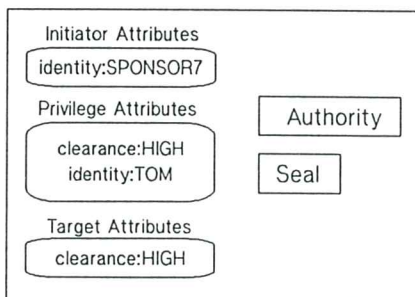 Initiator Attributes
identity:SPONSOR7
Privilege Attributes
clearance:HIGH
identity:TOM
Target Attributes
clearance:HIGH
Authority
Seal